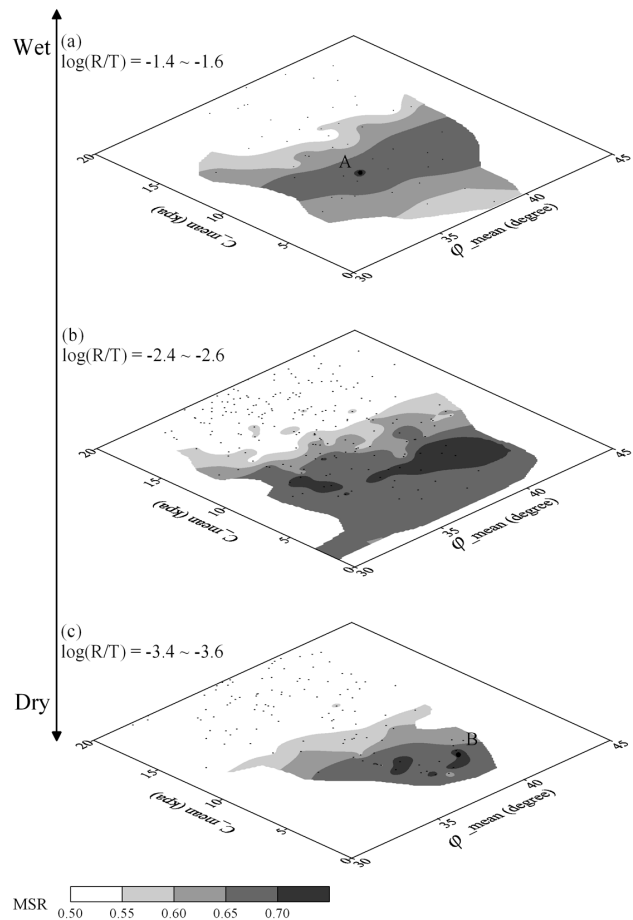 Wet
(a)
log(R/T) = -1.4 ~ -1.6
A
20
15
10
5
0
30
35
40
45
C_mean (kpa)
φ_mean (degree)
(b)
log(R/T) = -2.4 ~ -2.6
20
15
10
5
0
30
35
40
45
C_mean (kpa)
φ_mean (degree)
(c)
log(R/T) = -3.4 ~ -3.6
Dry
B
20
15
10
5
0
30
35
40
45
C_mean (kpa)
φ_mean (degree)
MSR
0.50 0.55 0.60 0.65 0.70